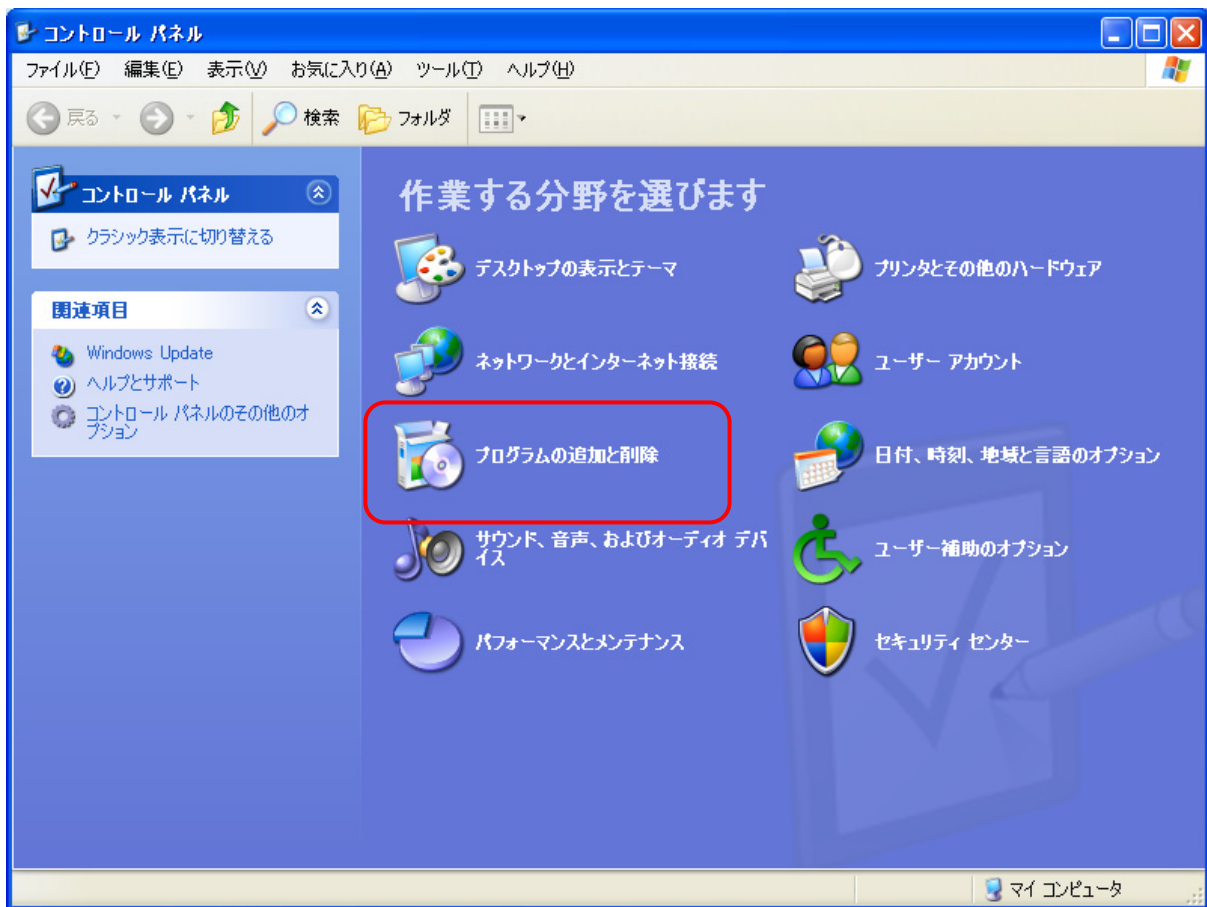 コントロール パネル
ファイル(F) 編集(E) 表示(V) お気に入り(A) ツール(T) ヘルプ(H)
戻る 検索 フォルダ
コントロール パネル
クラシック表示に切り替える
関連項目
Windows Update
ヘルプとサポート
コントロール パネルのその他のオ
プション
作業する分野を選びます
デスクトップの表示とテーマ
プリンタとその他のハードウェア
ネットワークとインターネット接続
ユーザー アカウント
プログラムの追加と削除
日付、時刻、地域と言語のオプション
サウンド、音声、およびオーディオ デバ
イス
ユーザー補助のオプション
パフォーマンスとメンテナンス
セキュリティ センター
マイ コンピュータ